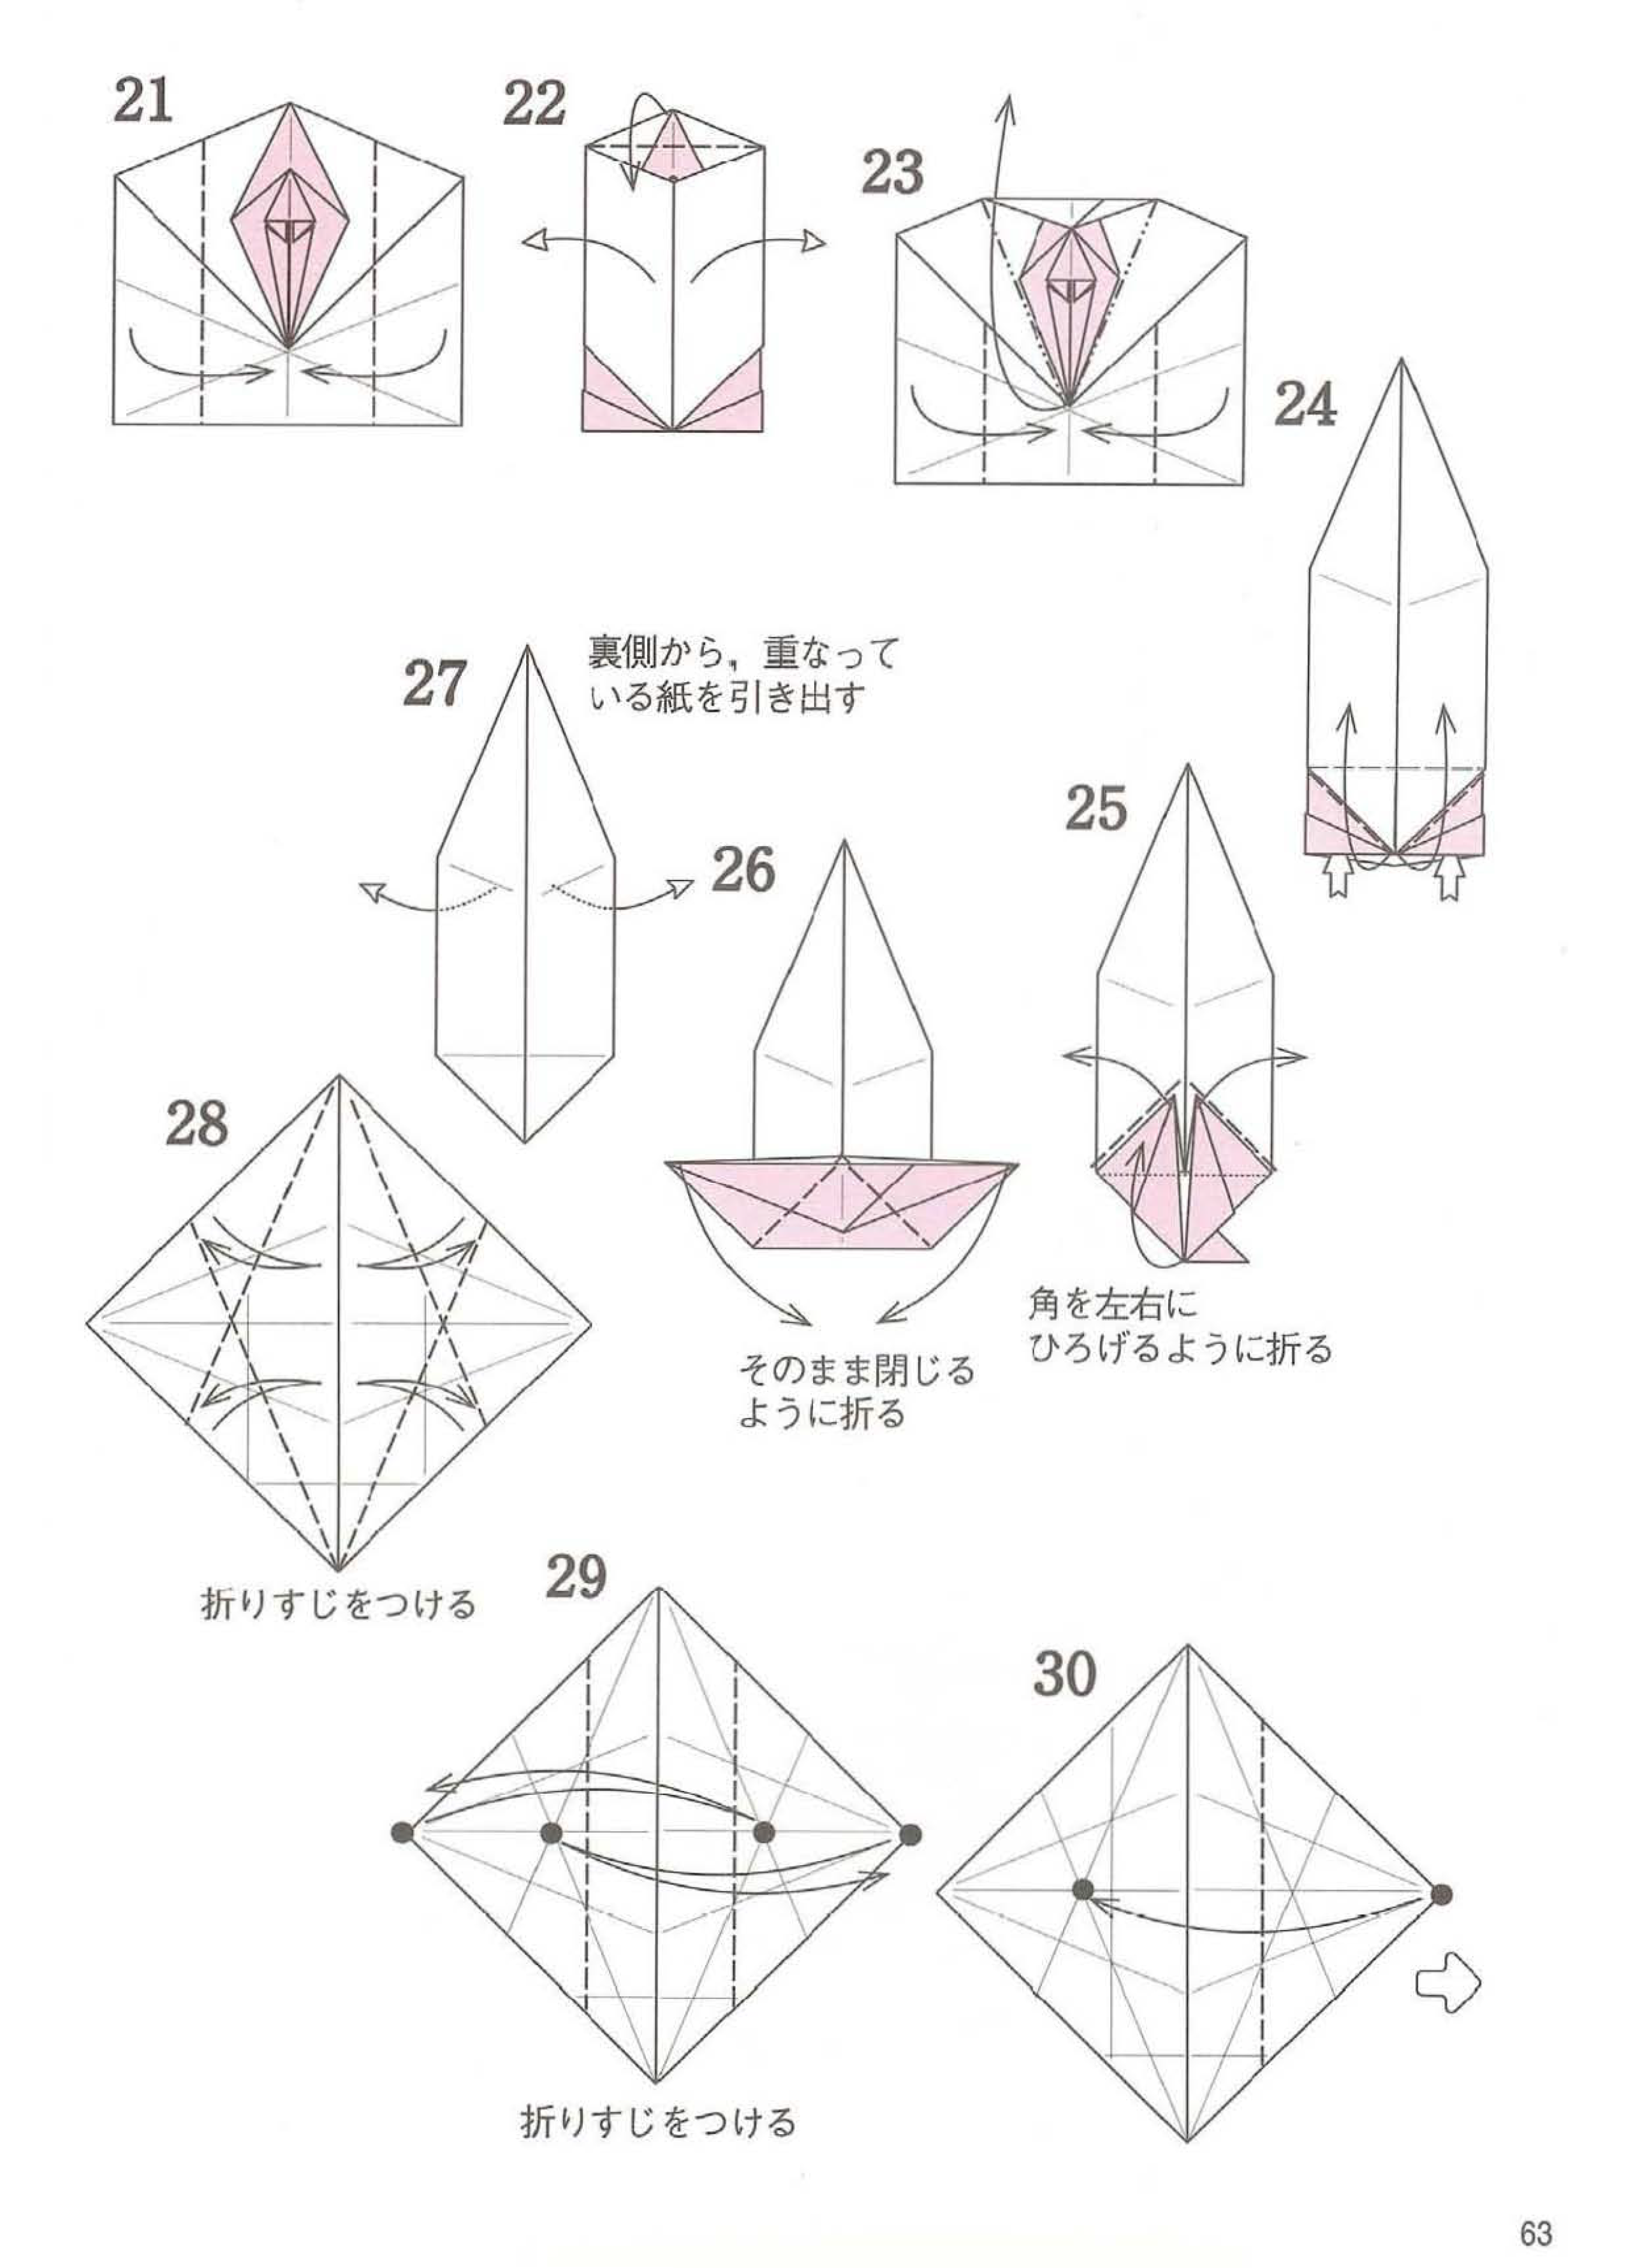 21
22
23
24
25
角を左右に
ひろげるように折る
26
そのまま閉じる
ように折る
27
裏側から，重なって
いる紙を引き出す
28
折りすじをつける
29
折りすじをつける
30
63